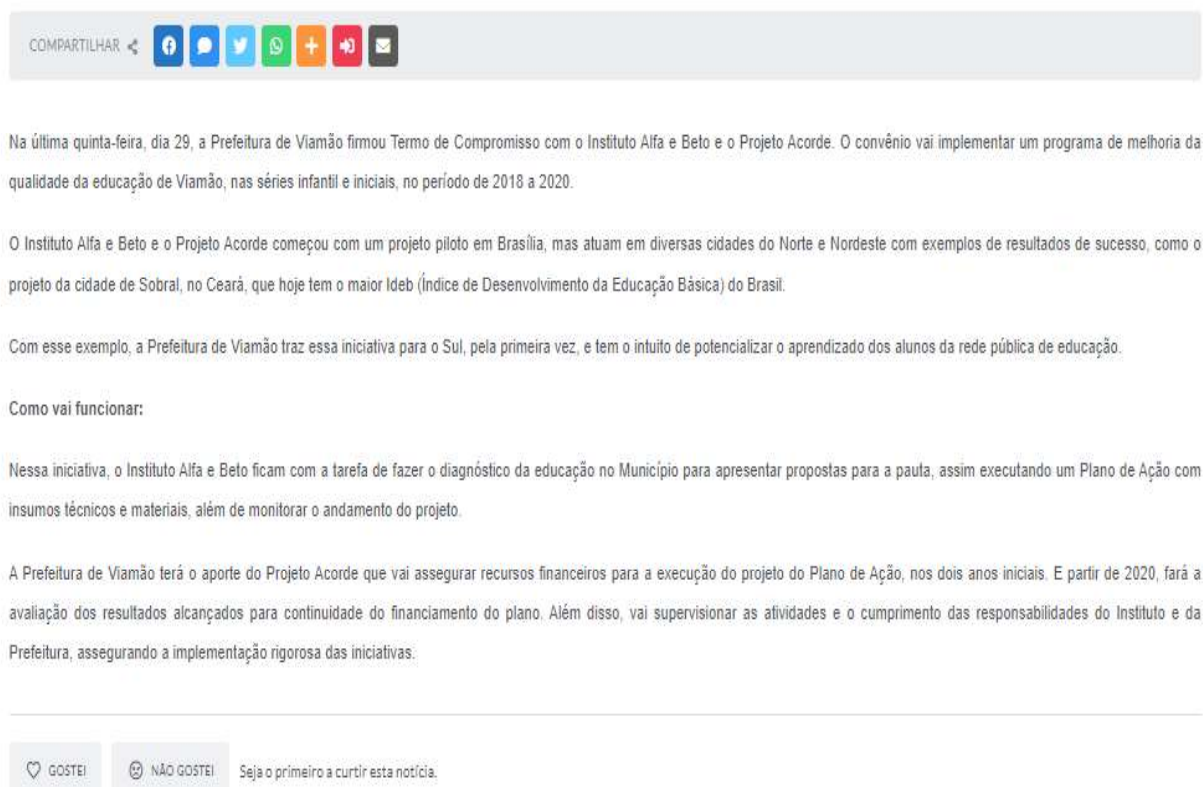 COMPARTILHAR
Na última quinta-feira, dia 29, a Prefeitura de Viamão firmou Termo de Compromisso com o Instituto Alfa e Beto e o Projeto Acorde. O convênio vai implementar um programa de melhoria da
qualidade da educação de Viamão, nas séries infantil e iniciais, no período de 2018 a 2020.
O Instituto Alfa e Beto e o Projeto Acorde começou com um projeto piloto em Brasília, mas atuam em diversas cidades do Norte e Nordeste com exemplos de resultados de sucesso, como o
projeto da cidade de Sobral, no Ceará, que hoje tem o maior Ideb (Índice de Desenvolvimento da Educação Básica) do Brasil.
Com esse exemplo, a Prefeitura de Viamão traz essa iniciativa para o Sul, pela primeira vez, e tem o intuito de potencializar o aprendizado dos alunos da rede pública de educação.
Como vai funcionar:
Nessa iniciativa, o Instituto Alfa e Beto ficam com a tarefa de fazer o diagnóstico da educação no Município para apresentar propostas para a pauta, assim executando um Plano de Ação com
insumos técnicos e materiais, além de monitorar o andamento do projeto.
A Prefeitura de Viamão terá o aporte do Projeto Acorde que vai assegurar recursos financeiros para a execução do projeto do Plano de Ação, nos dois anos iniciais. E partir de 2020, fará a
avaliação dos resultados alcançados para continuidade do financiamento do plano. Além disso, vai supervisionar as atividades e o cumprimento das responsabilidades do Instituto e da
Prefeitura, assegurando a implementação rigorosa das iniciativas.
GOSTEI NÃO GOSTEI Seja o primeiro a curtir esta notícia.